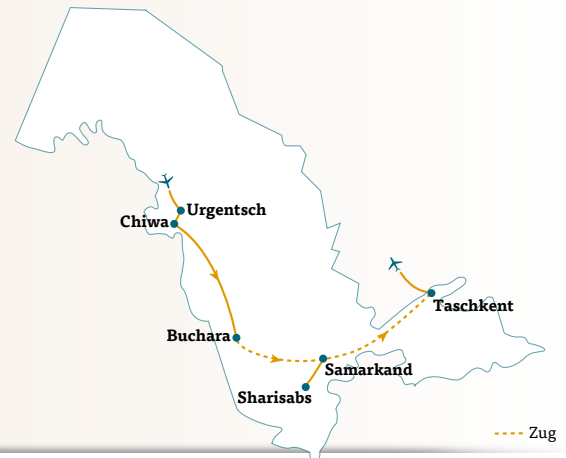 Urgentsch
Chiwa
Taschkent
Buchara
Samarkand
Sharisabs
Zug